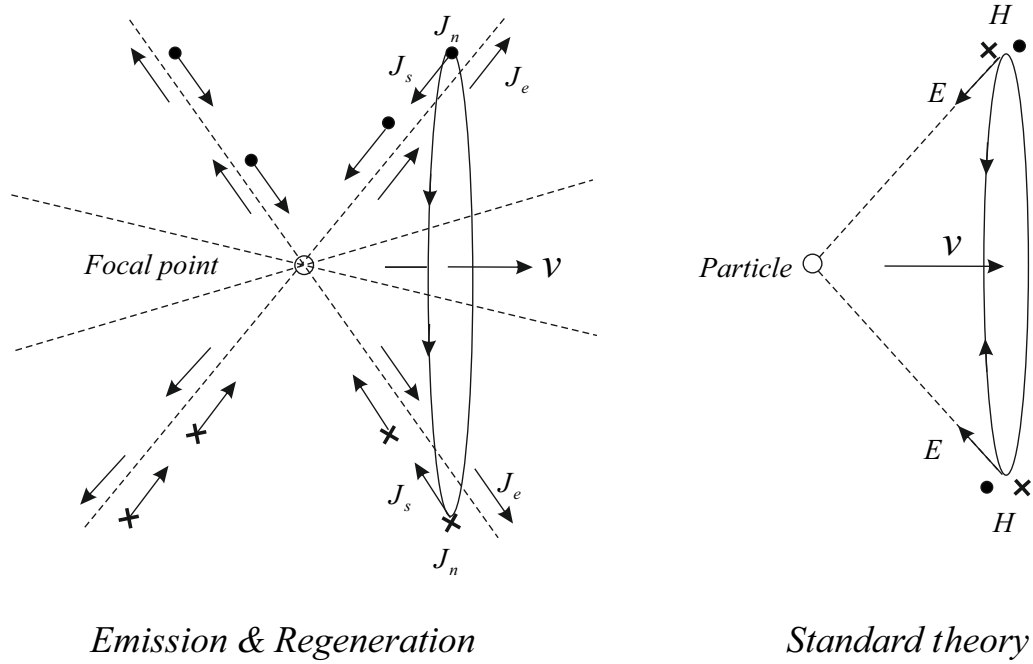 J_n
H
J_s
J_e
E
Focal point
v
Particle
v
J_s
J_e
E
J_n
H
Emission & Regeneration
Standard theory